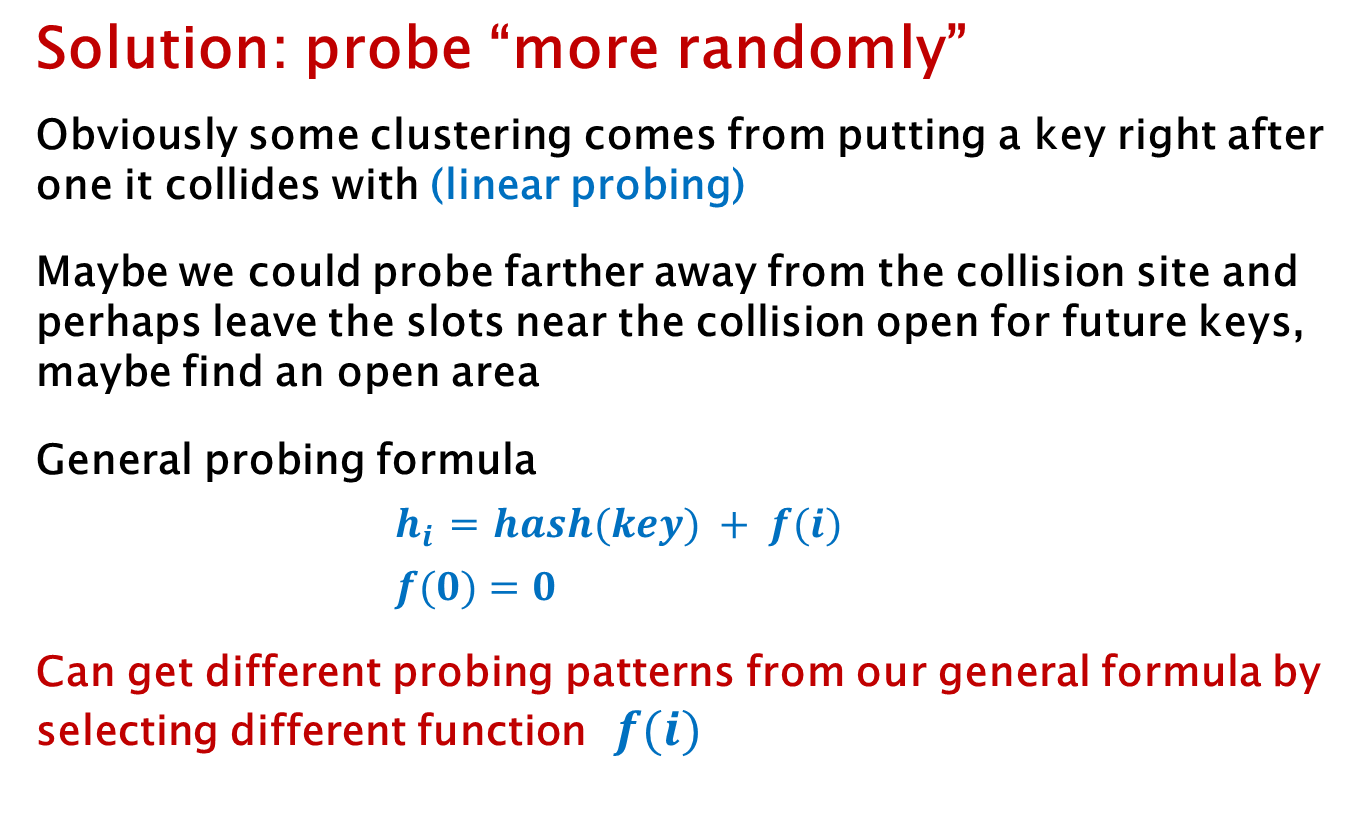 Solution: probe “more randomly”
Obviously some clustering comes from putting a key right after
one it collides with (linear probing)
Maybe we could probe farther away from the collision site and
perhaps leave the slots near the collision open for future keys,
maybe find an open area
General probing formula
hᵢ = hash(key) + f(i)
f(0) = 0
Can get different probing patterns from our general formula by
selecting different function f(i)